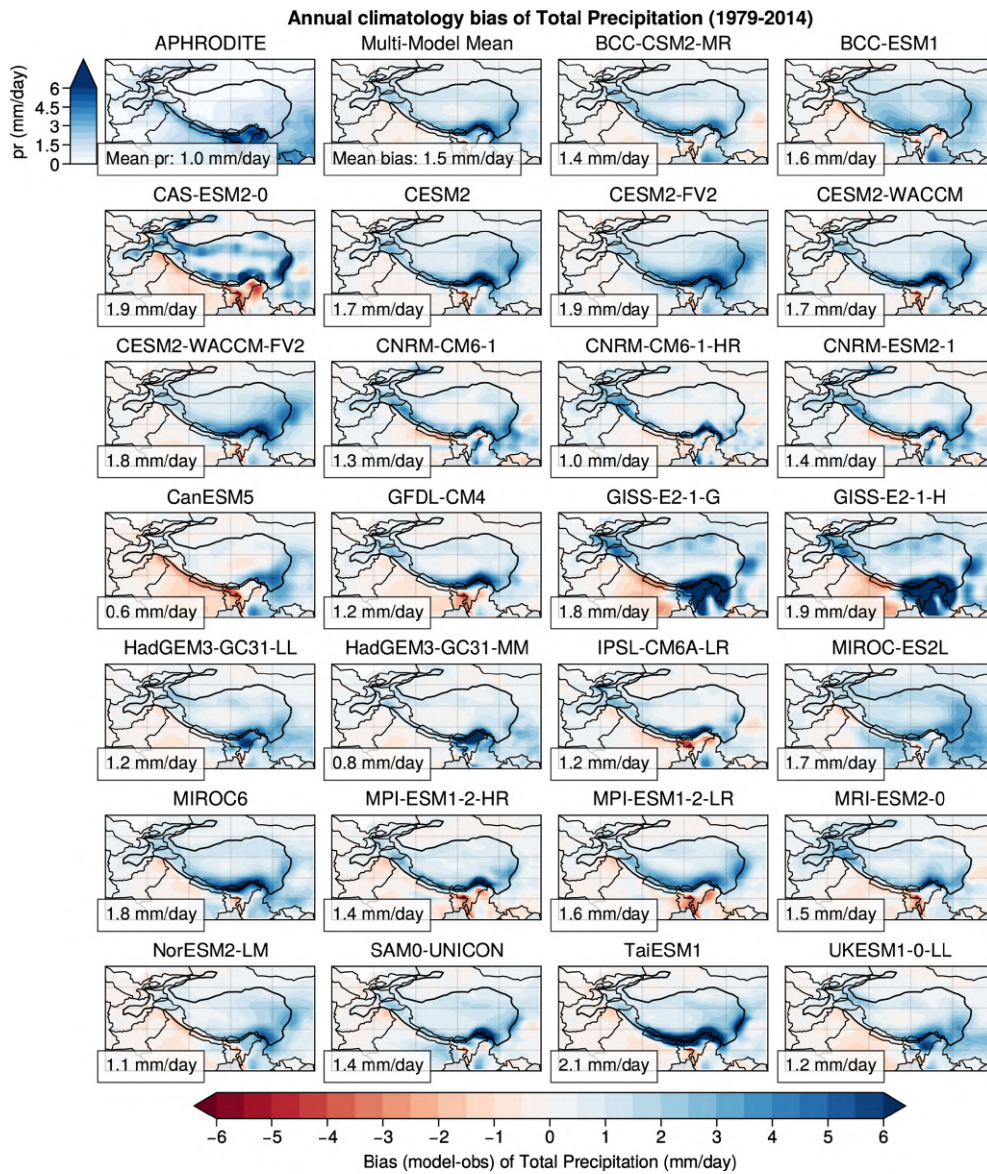 Annual climatology bias of Total Precipitation (1979-2014)
APHRODITE
Multi-Model Mean
BCC-CSM2-MR
BCC-ESM1
pr (mm/day)
6
4.5
3
1.5
0
Mean pr: 1.0 mm/day
Mean bias: 1.5 mm/day
1.4 mm/day
1.6 mm/day
CAS-ESM2-0
CESM2
CESM2-FV2
CESM2-WACCM
1.9 mm/day
1.7 mm/day
1.9 mm/day
1.7 mm/day
CESM2-WACCM-FV2
CNRM-CM6-1
CNRM-CM6-1-HR
CNRM-ESM2-1
1.8 mm/day
1.3 mm/day
1.0 mm/day
1.4 mm/day
CanESM5
GFDL-CM4
GISS-E2-1-G
GISS-E2-1-H
0.6 mm/day
1.2 mm/day
1.8 mm/day
1.9 mm/day
HadGEM3-GC31-LL
HadGEM3-GC31-MM
IPSL-CM6A-LR
MIROC-ES2L
1.2 mm/day
0.8 mm/day
1.2 mm/day
1.7 mm/day
MIROC6
MPI-ESM1-2-HR
MPI-ESM1-2-LR
MRI-ESM2-0
1.8 mm/day
1.4 mm/day
1.6 mm/day
1.5 mm/day
NorESM2-LM
SAM0-UNICON
TaiESM1
UKESM1-0-LL
1.1 mm/day
1.4 mm/day
2.1 mm/day
1.2 mm/day
−6 −5 −4 −3 −2 −1 0 1 2 3 4 5 6
Bias (model-obs) of Total Precipitation (mm/day)